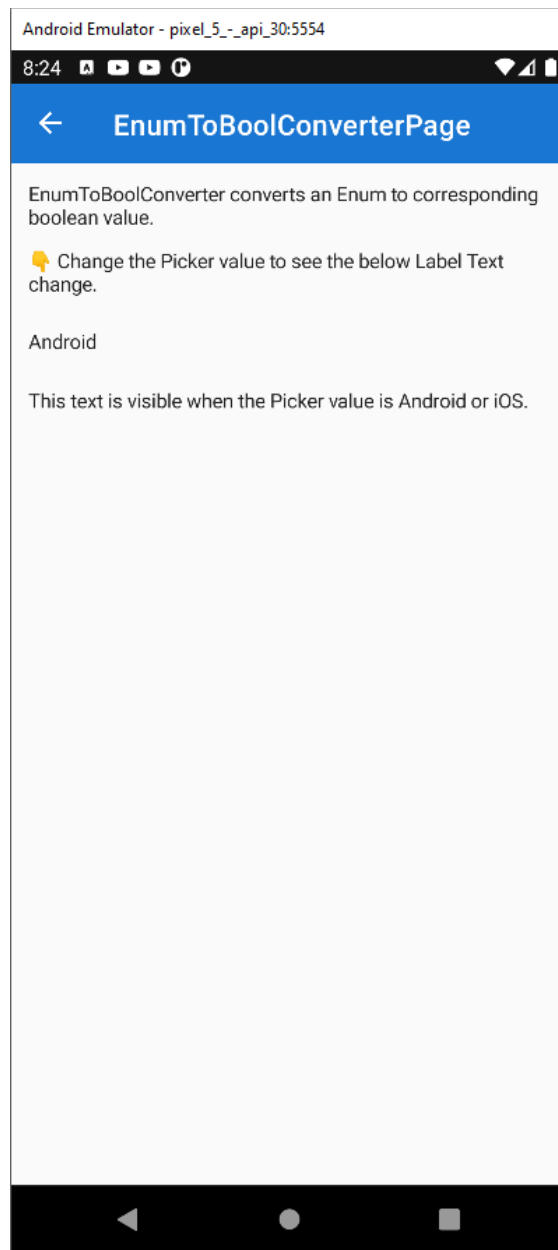 Android Emulator - pixel_5_-_api_30:5554
8:24
EnumToBoolConverterPage
EnumToBoolConverter converts an Enum to corresponding
boolean value.
👇 Change the Picker value to see the below Label Text
change.
Android
This text is visible when the Picker value is Android or iOS.